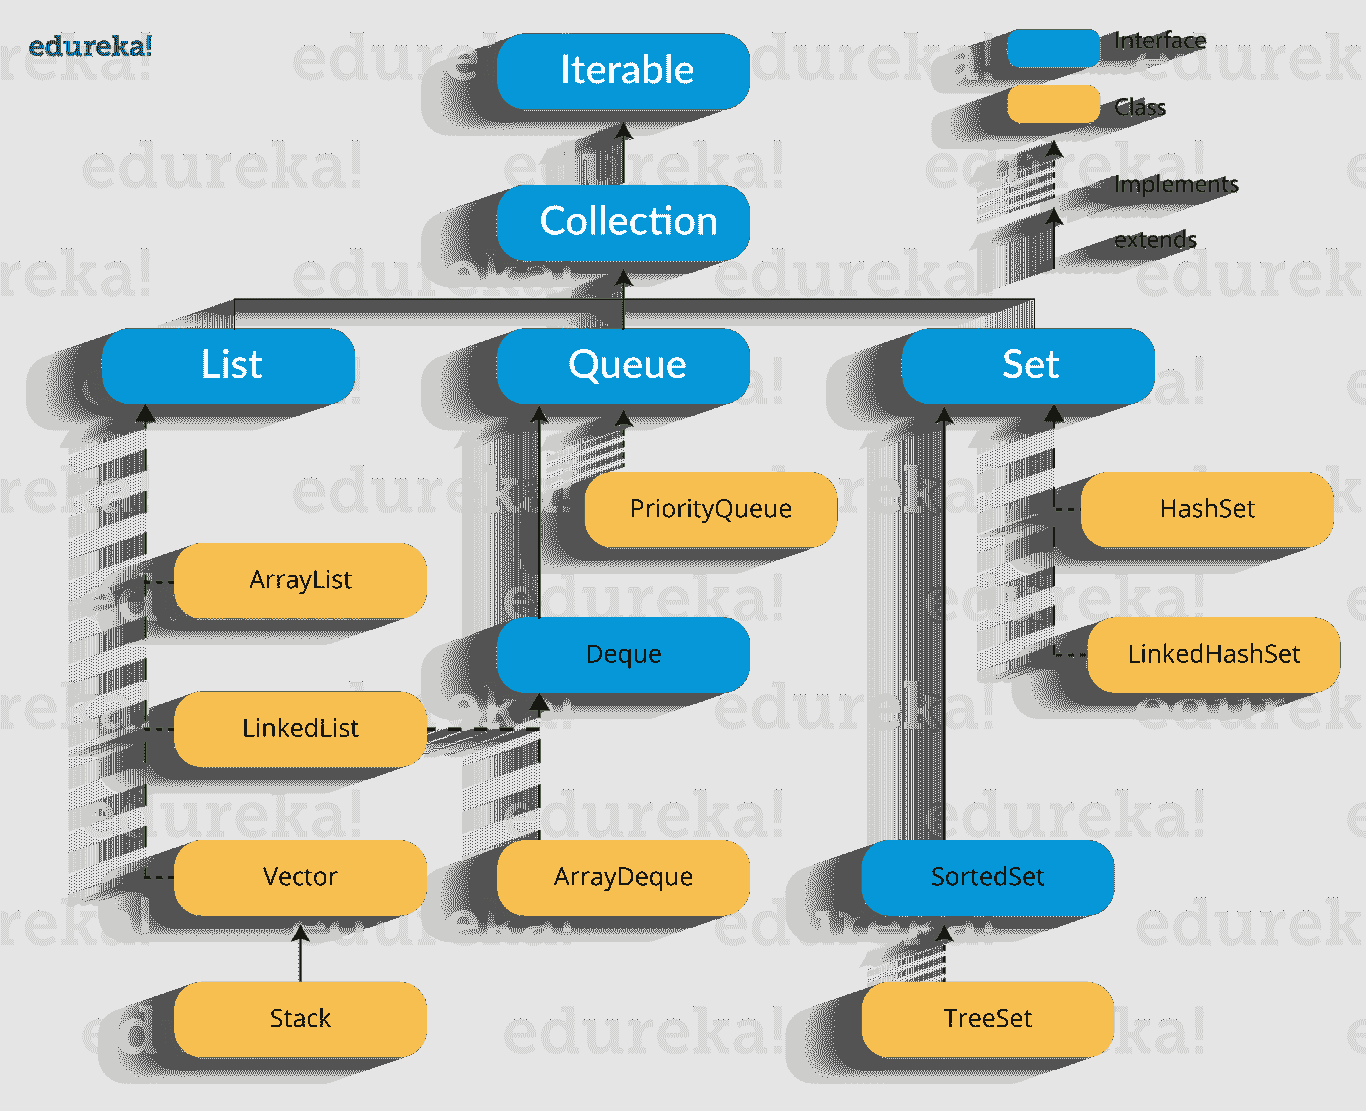 edureka!
Iterable
Interface
Class
Collection
Implements
extends
List
Queue
Set
PriorityQueue
HashSet
ArrayList
Deque
LinkedHashSet
LinkedList
Vector
ArrayDeque
SortedSet
Stack
TreeSet